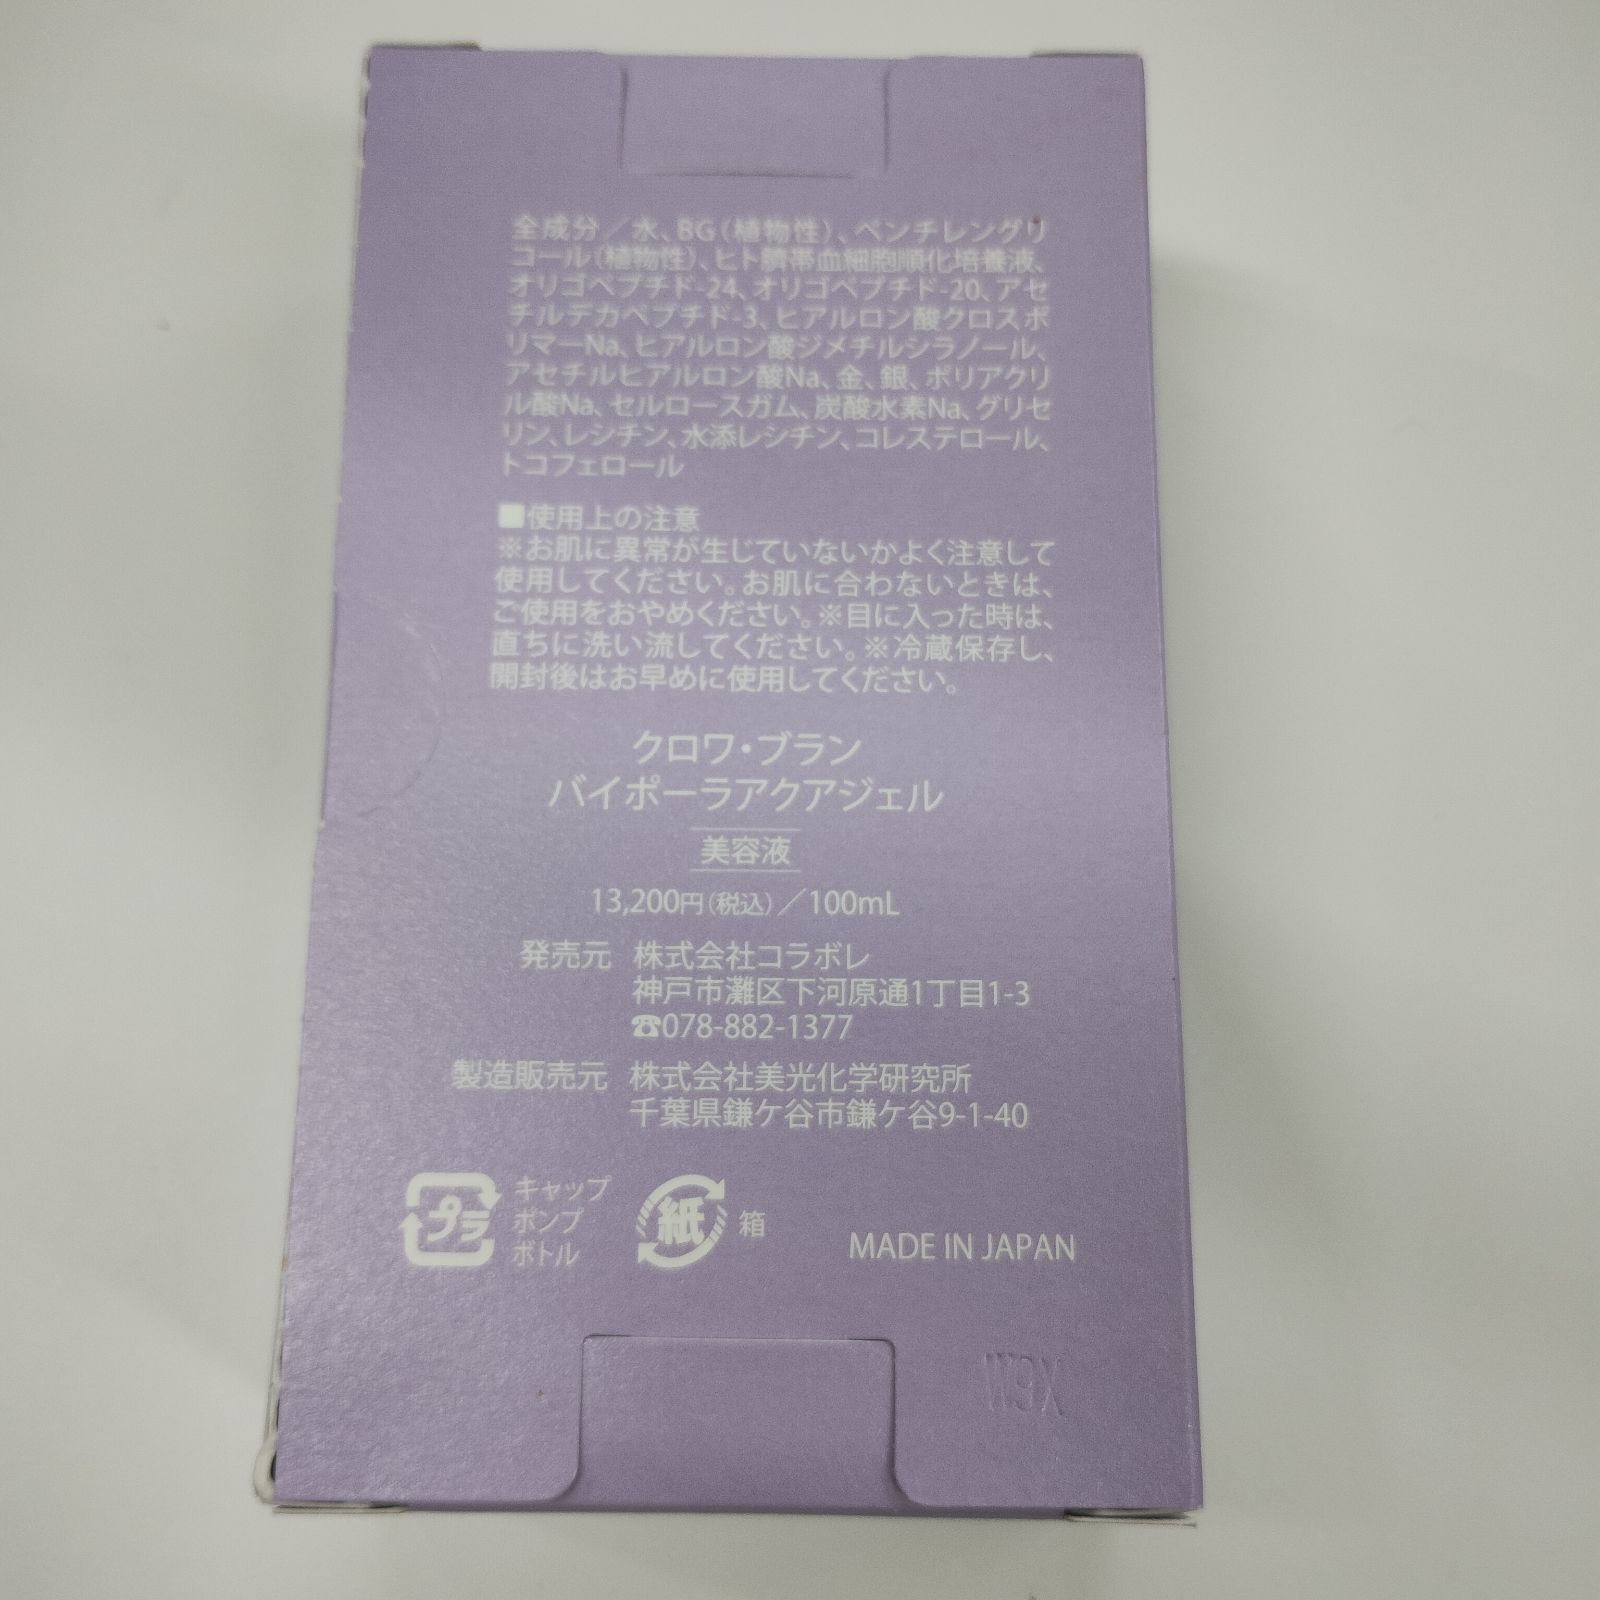 全成分／水、BG（植物性）、ペンチレングリ
コール（植物性）、ヒト臍帯血細胞順化培養液、
オリゴペプチド-24、オリゴペプチド-20、アセ
チルデカペプチド-3、ヒアルロン酸クロスポ
リマーNa、ヒアルロン酸ジメチルシラノール、
アセチルヒアルロン酸Na、金、銀、ポリアクリ
ル酸Na、セルロースガム、炭酸水素Na、グリセ
リン、レシチン、水添レシチン、コレステロール、
トコフェロール
■使用上の注意
※お肌に異常が生じていないかよく注意して
使用してください。お肌に合わないときは、
ご使用をおやめください。※目に入った時は、
直ちに洗い流してください。※冷蔵保存し、
開封後はお早めに使用してください。
クロワ・ブラン
バイポーラアクアジェル
美容液
13,200円（税込）／100mL
発売元 株式会社コラボレ
神戸市灘区下河原通1丁目1-3
☎078-882-1377
製造販売元 株式会社美光化学研究所
千葉県鎌ケ谷市鎌ケ谷9-1-40
プラ キャップ
ポンプ
ボトル
紙 箱
MADE IN JAPAN